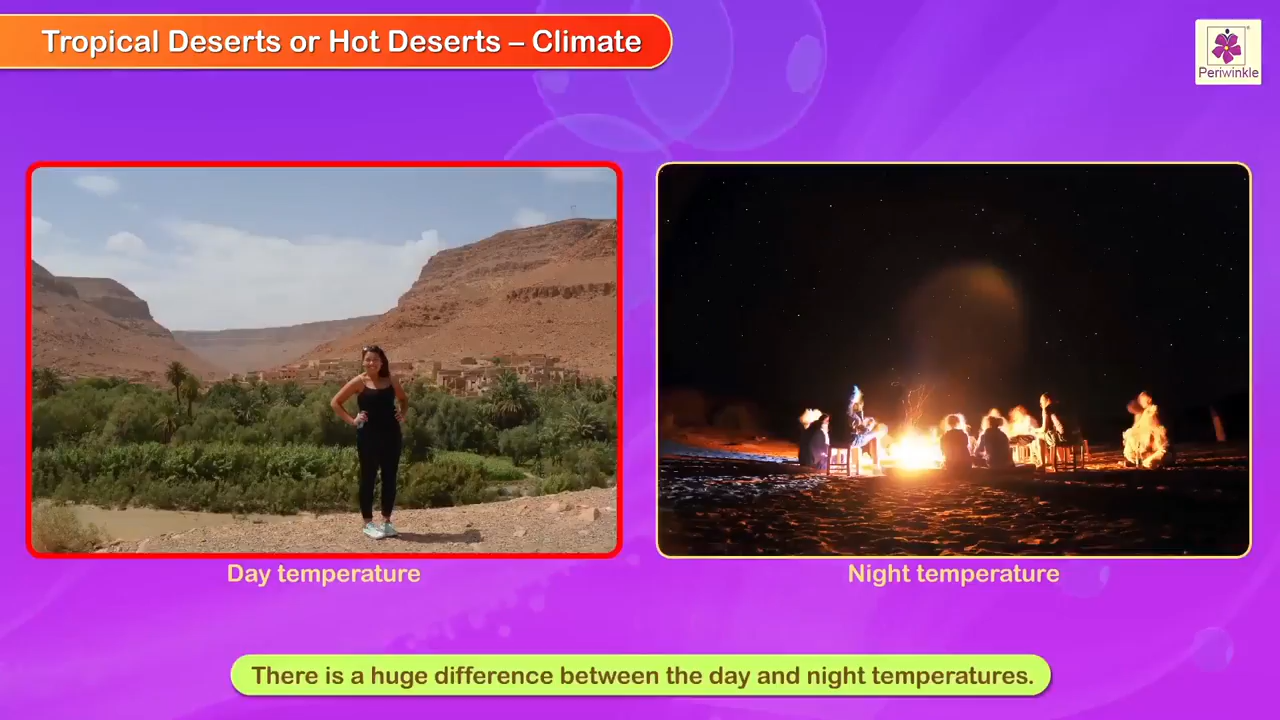 Tropical Deserts or Hot Deserts – Climate
Periwinkle
Day temperature
Night temperature
There is a huge difference between the day and night temperatures.